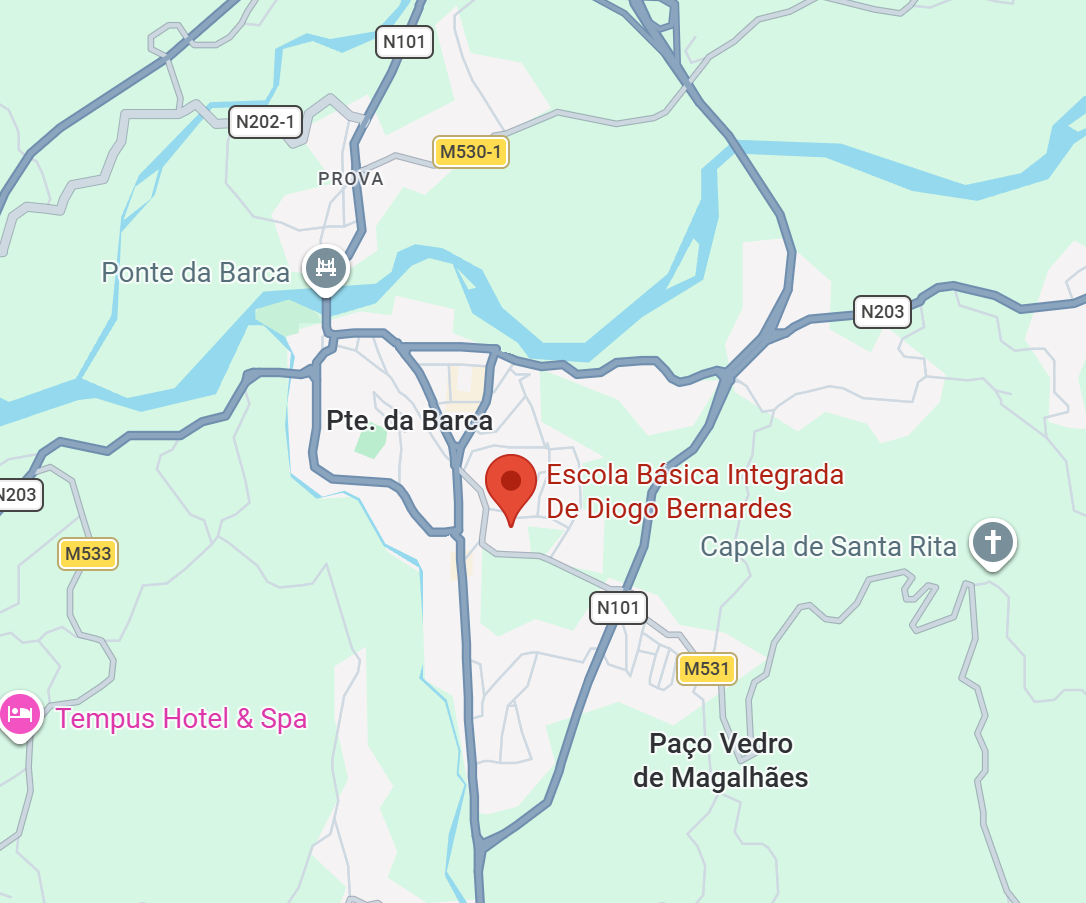 N101
N202-1
M530-1
PROVA
Ponte da Barca
N203
Pte. da Barca
Escola Básica Integrada
De Diogo Bernardes
N203
M533
Capela de Santa Rita
N101
M531
Tempus Hotel & Spa
Paço Vedro
de Magalhães